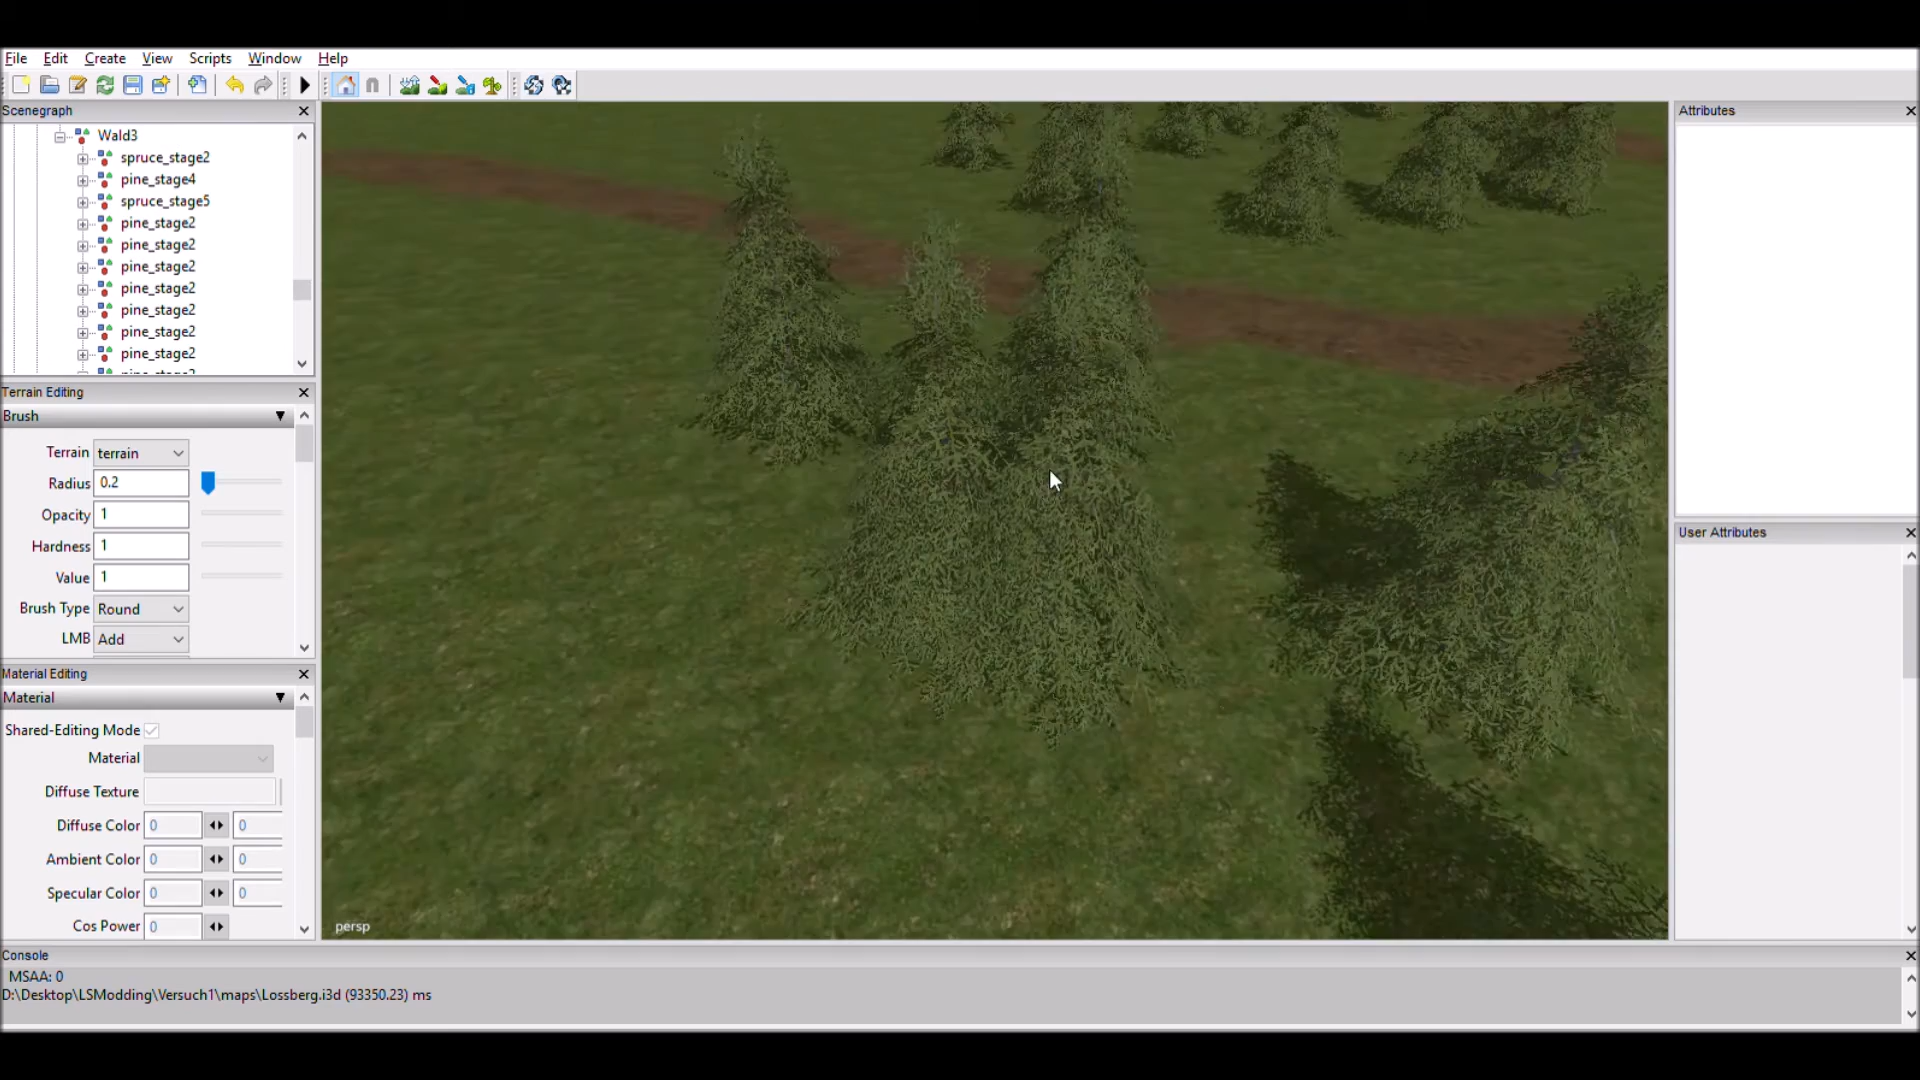 File Edit Create View Scripts Window Help
Scenegraph
Wald3
spruce_stage2
pine_stage4
spruce_stage5
pine_stage2
pine_stage2
pine_stage2
pine_stage2
pine_stage2
pine_stage2
pine_stage2
Terrain Editing
Brush
Terrain terrain
Radius 0.2
Opacity 1
Hardness 1
Value 1
Brush Type Round
LMB Add
Material Editing
Material
Shared-Editing Mode
Material
Diffuse Texture
Diffuse Color 0 0
Ambient Color 0 0
Specular Color 0 0
Cos Power 0
persp
Attributes
User Attributes
Console
MSAA: 0
D:\Desktop\LSModding\Versuch1\maps\Lossberg.i3d (93350.23) ms